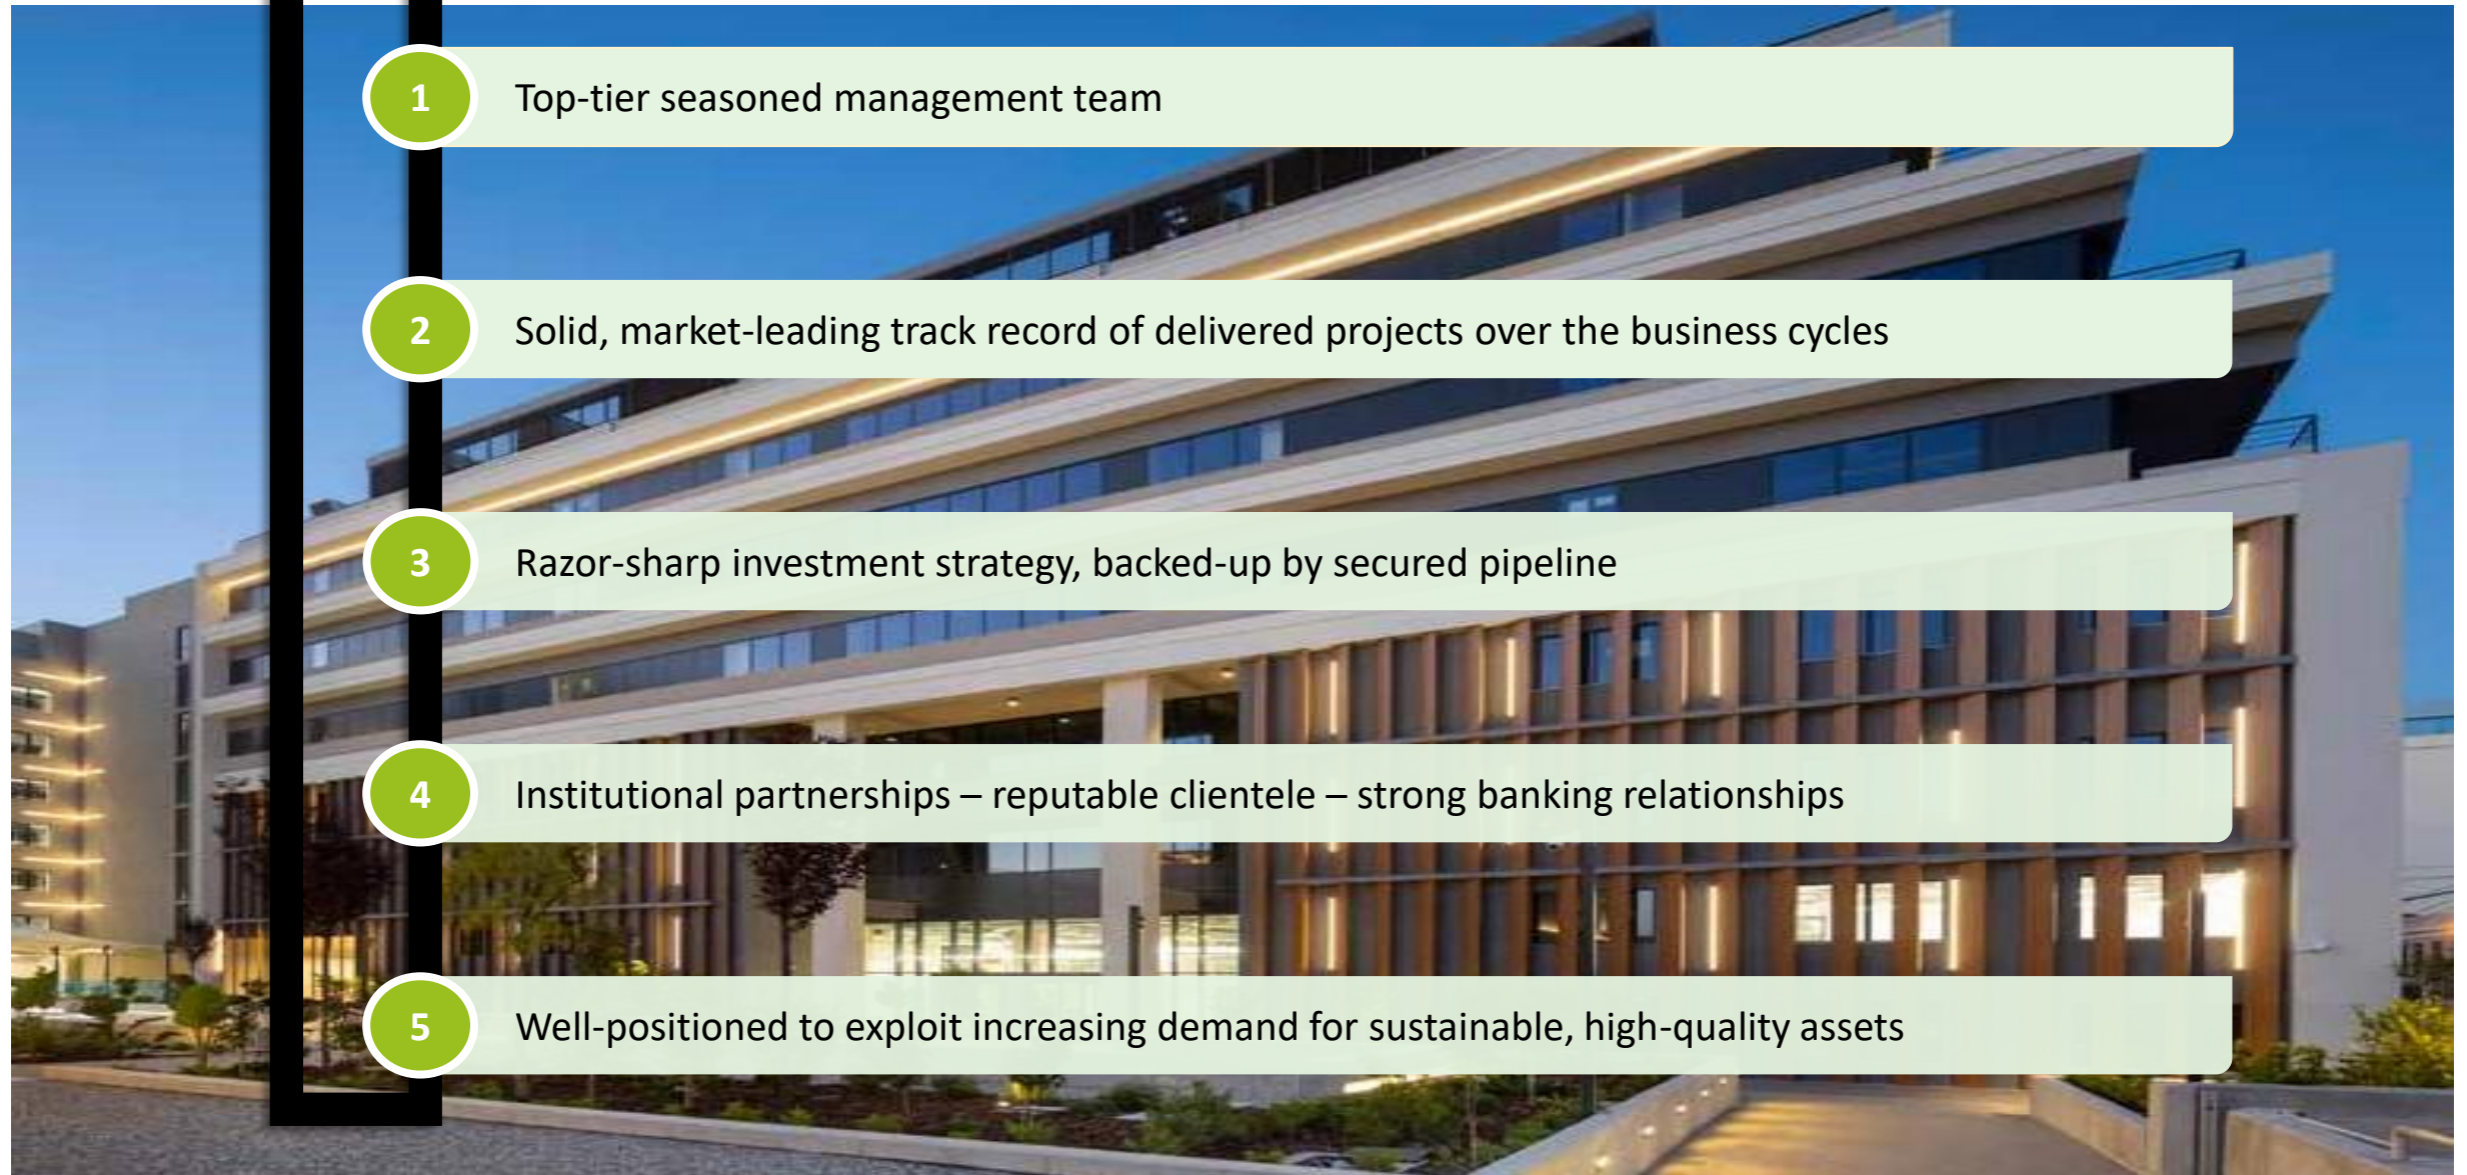 1
Top-tier seasoned management team
2
Solid, market-leading track record of delivered projects over the business cycles
3
Razor-sharp investment strategy, backed-up by secured pipeline
4
Institutional partnerships – reputable clientele – strong banking relationships
5
Well-positioned to exploit increasing demand for sustainable, high-quality assets